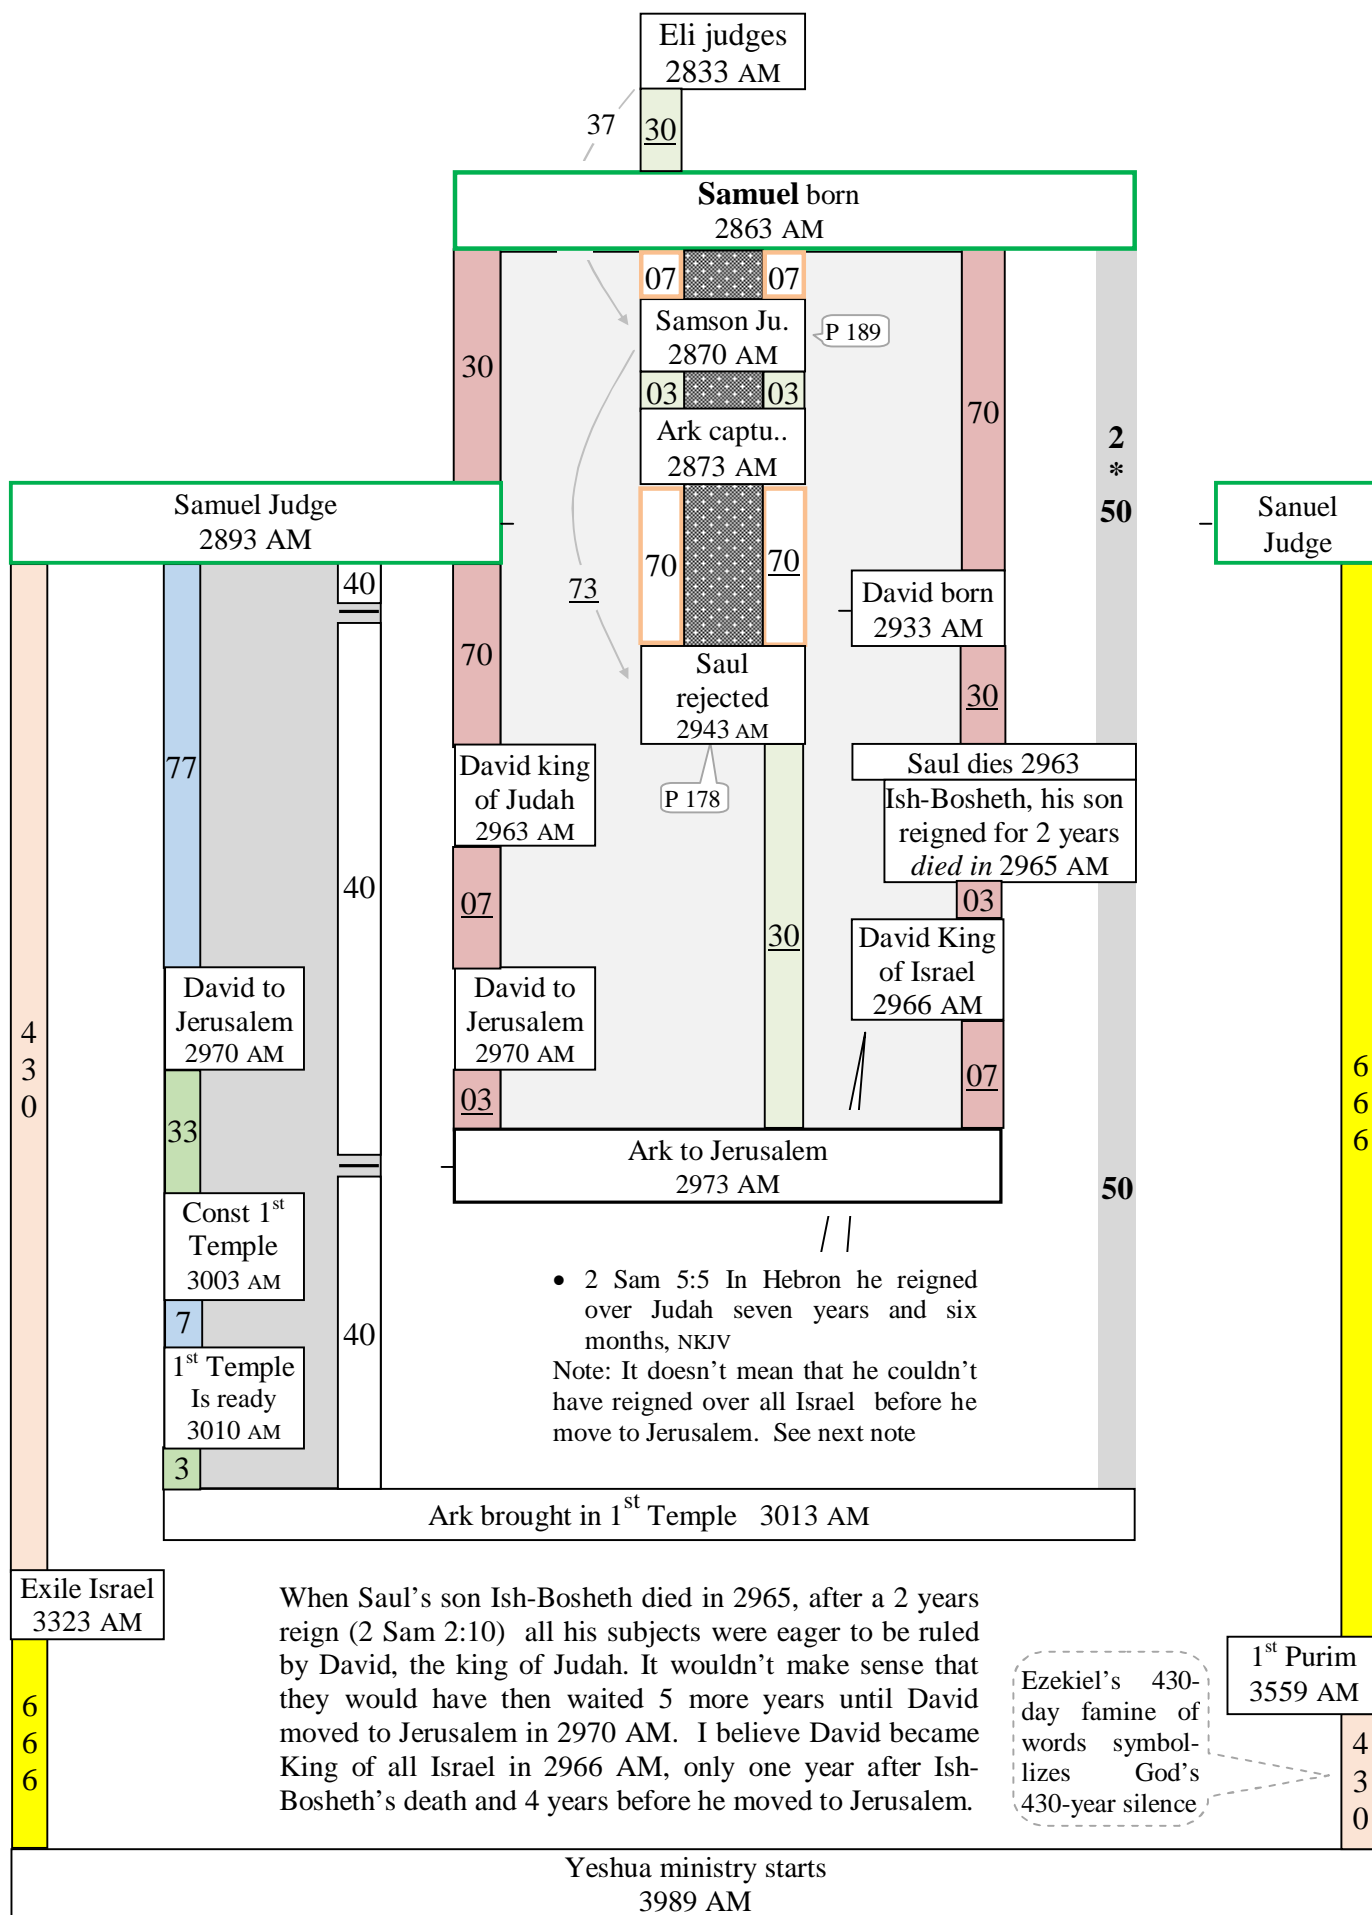 Eli judges
2833 AM
37
30
Samuel born
2863 AM
07
07
Samson Ju.
2870 AM
P 189
30
03
03
70
Ark captu..
2873 AM
2
*
50
Samuel Judge
2893 AM
Sanuel
Judge
70
70
73
40
David born
2933 AM
70
Saul
rejected
2943 AM
30
77
David king
of Judah
2963 AM
P 178
Saul dies 2963
Ish-Bosheth, his son
reigned for 2 years
died in 2965 AM
40
07
03
30
David King
of Israel
2966 AM
David to
Jerusalem
2970 AM
David to
Jerusalem
2970 AM
4
3
0
6
6
6
03
07
33
Ark to Jerusalem
2973 AM
50
Const 1st
Temple
3003 AM
• 2 Sam 5:5 In Hebron he reigned
over Judah seven years and six
months, NKJV
Note: It doesn't mean that he couldn't
have reigned over all Israel before he
move to Jerusalem. See next note
7
40
1st Temple
Is ready
3010 AM
3
Ark brought in 1st Temple 3013 AM
Exile Israel
3323 AM
When Saul's son Ish-Bosheth died in 2965, after a 2 years
reign (2 Sam 2:10) all his subjects were eager to be ruled
by David, the king of Judah. It wouldn't make sense that
they would have then waited 5 more years until David
moved to Jerusalem in 2970 AM. I believe David became
King of all Israel in 2966 AM, only one year after Ish-
Bosheth's death and 4 years before he moved to Jerusalem.
1st Purim
3559 AM
Ezekiel's 430-
day famine of
words symbol-
lizes God's
430-year silence
6
6
6
4
3
0
Yeshua ministry starts
3989 AM